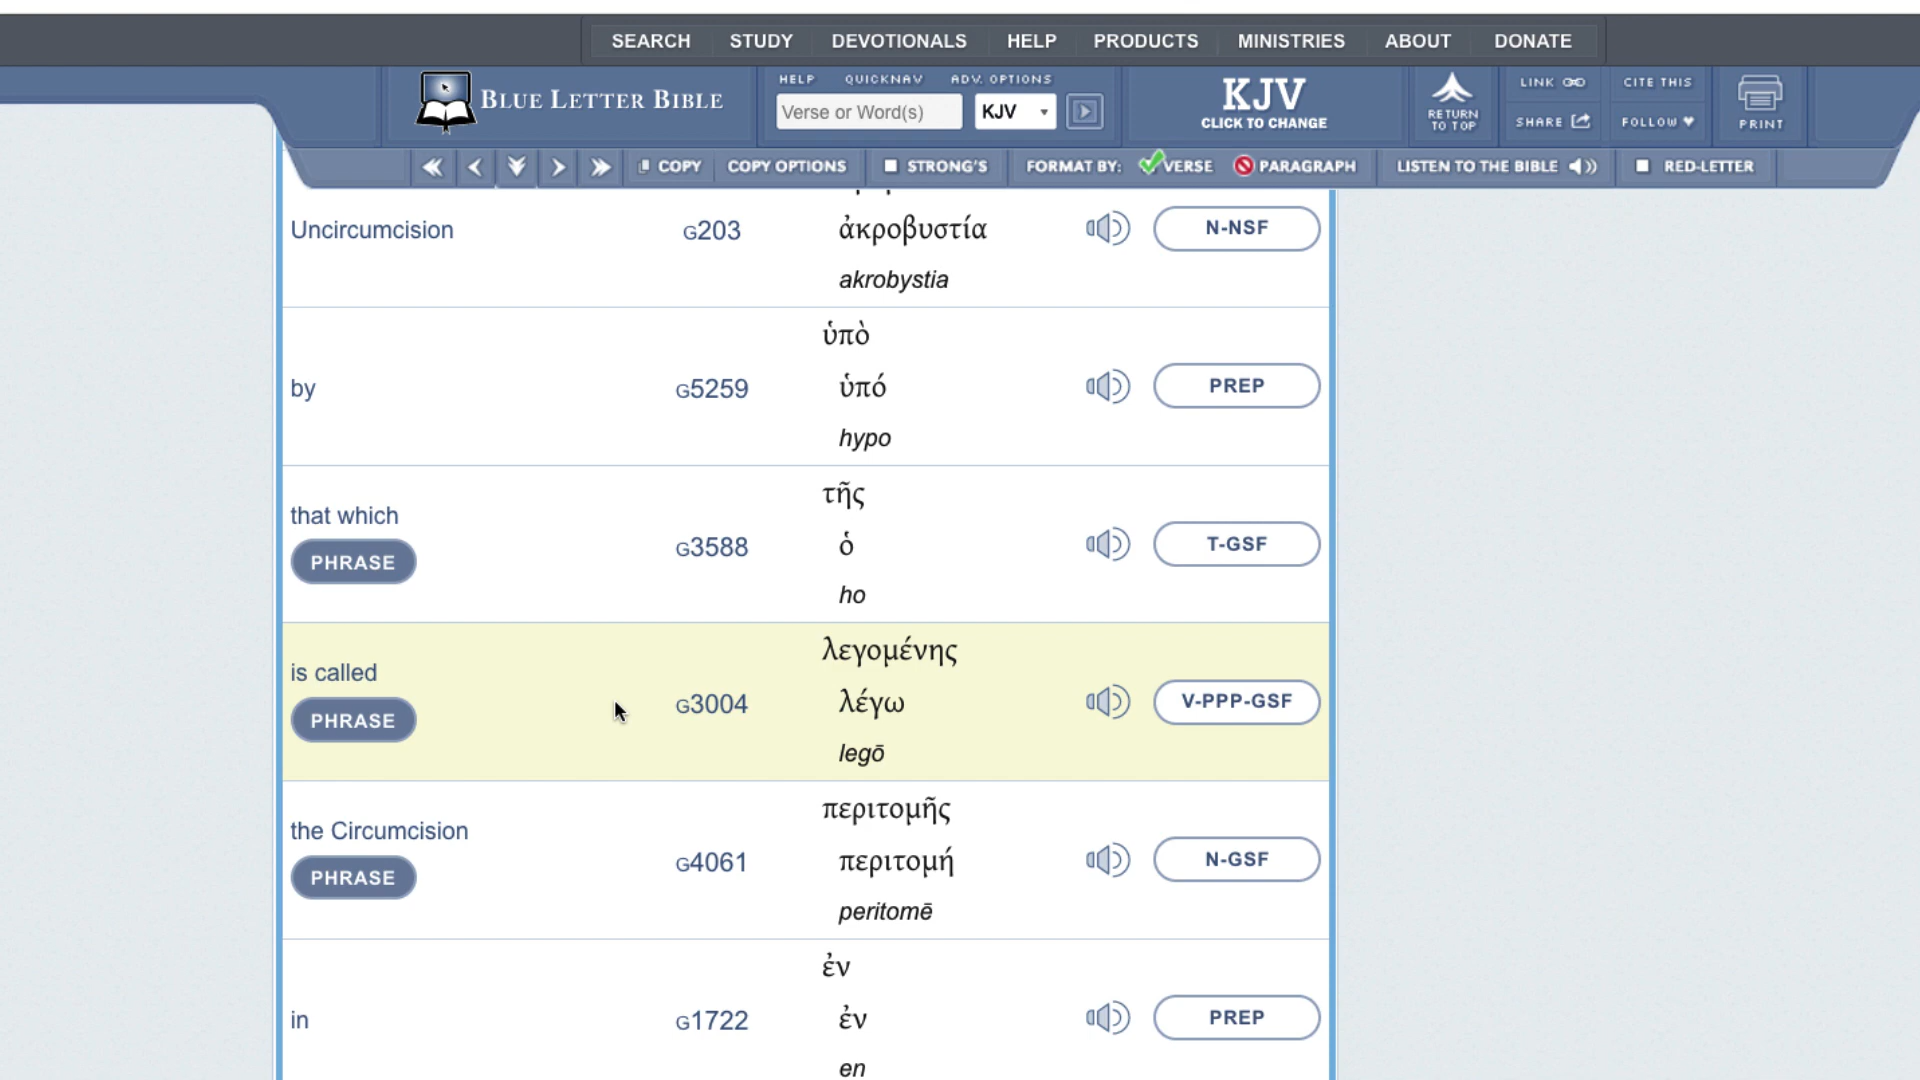 SEARCH STUDY DEVOTIONALS HELP PRODUCTS MINISTRIES ABOUT DONATE
BLUE LETTER BIBLE
HELP QUICKNAV ADV. OPTIONS
Verse or Word(s) KJV
KJV
CLICK TO CHANGE
RETURN
TO TOP
LINK
SHARE
CITE THIS
FOLLOW
PRINT
COPY COPY OPTIONS STRONG'S FORMAT BY: VERSE PARAGRAPH LISTEN TO THE BIBLE RED-LETTER
Uncircumcision G203 ἀκροβυστία N-NSF
akrobystia
ὑπὸ
by G5259 ὑπό PREP
hypo
τῆς
that which
PHRASE
G3588 ὁ T-GSF
ho
λεγομένης
is called
PHRASE
G3004 λέγω V-PPP-GSF
legō
περιτομῆς
the Circumcision
PHRASE
G4061 περιτομή N-GSF
peritomē
ἐν
in G1722 ἐν PREP
en